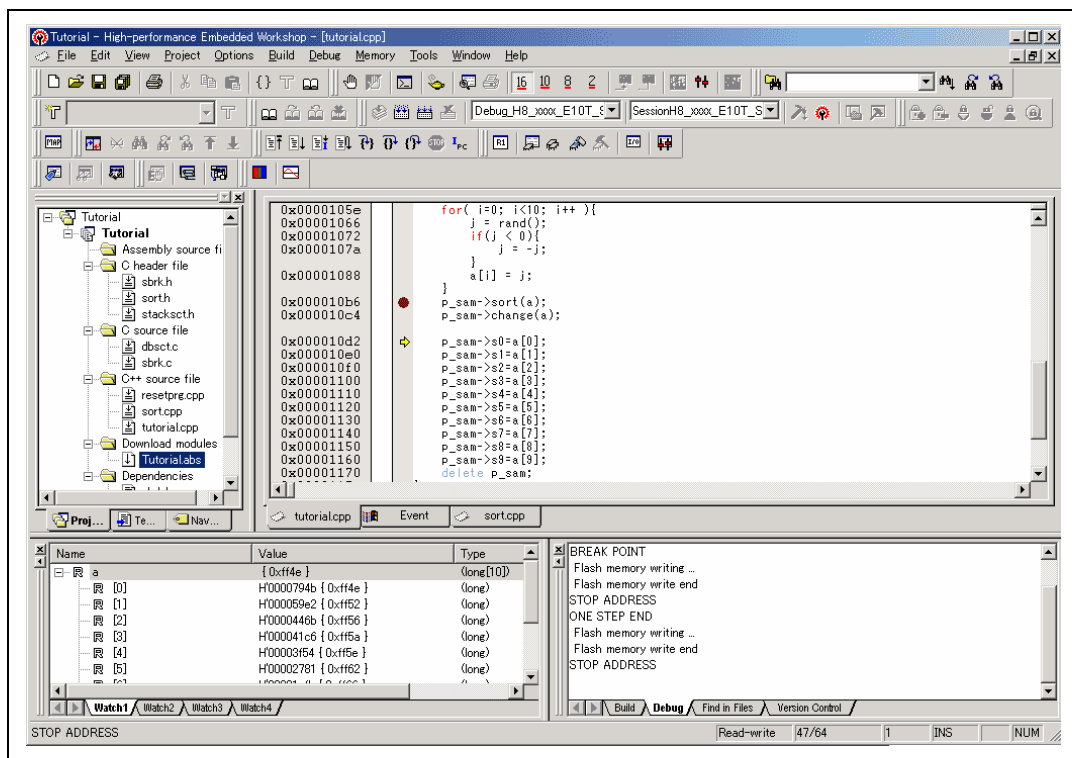 Tutorial - High-performance Embedded Workshop - [tutorial.cpp]
File Edit View Project Options Build Debug Memory Tools Window Help
16 10 8 2
Debug_H8_xxxx_E10T_S SessionH8_xxxx_E10T_S
MAP
Tutorial
Tutorial
Assembly source fi
C header file
sbrk.h
sort.h
stacksct.h
C source file
dbsct.c
sbrk.c
C++ source file
resetprg.cpp
sort.cpp
tutorial.cpp
Download modules
Tutorial.abs
Dependencies
Proj... Te... Nav...
0x0000105e for( i=0; i<10; i++ ){
0x00001066 j = rand();
0x00001072 if(j < 0){
0x0000107a j = -j;
}
0x00001088 a[i] = j;
}
0x000010b6 p_sam->sort(a);
0x000010c4 p_sam->change(a);
0x000010d2 p_sam->s0=a[0];
0x000010e0 p_sam->s1=a[1];
0x000010f0 p_sam->s2=a[2];
0x00001100 p_sam->s3=a[3];
0x00001110 p_sam->s4=a[4];
0x00001120 p_sam->s5=a[5];
0x00001130 p_sam->s6=a[6];
0x00001140 p_sam->s7=a[7];
0x00001150 p_sam->s8=a[8];
0x00001160 p_sam->s9=a[9];
0x00001170 delete p_sam;
tutorial.cpp Event sort.cpp
Name Value Type
a { 0xff4e } (long[10])
[0] H'0000794b { 0xff4e } (long)
[1] H'000059e2 { 0xff52 } (long)
[2] H'0000446b { 0xff56 } (long)
[3] H'000041c6 { 0xff5a } (long)
[4] H'00003f54 { 0xff5e } (long)
[5] H'00002781 { 0xff62 } (long)
Watch1 Watch2 Watch3 Watch4
BREAK POINT
Flash memory writing ...
Flash memory write end
STOP ADDRESS
ONE STEP END
Flash memory writing ...
Flash memory write end
STOP ADDRESS
Build Debug Find in Files Version Control
STOP ADDRESS Read-write 47/64 1 INS NUM